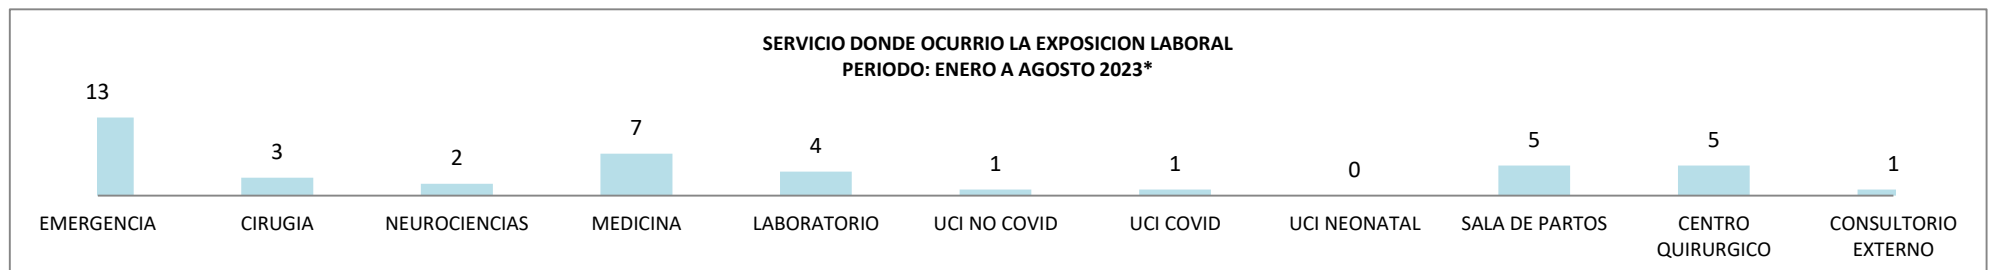 SERVICIO DONDE OCURRIO LA EXPOSICION LABORAL
PERIODO: ENERO A AGOSTO 2023*
13
3
2
7
4
1
1
0
5
5
1
EMERGENCIA
CIRUGIA
NEUROCIENCIAS
MEDICINA
LABORATORIO
UCI NO COVID
UCI COVID
UCI NEONATAL
SALA DE PARTOS
CENTRO
QUIRURGICO
CONSULTORIO
EXTERNO